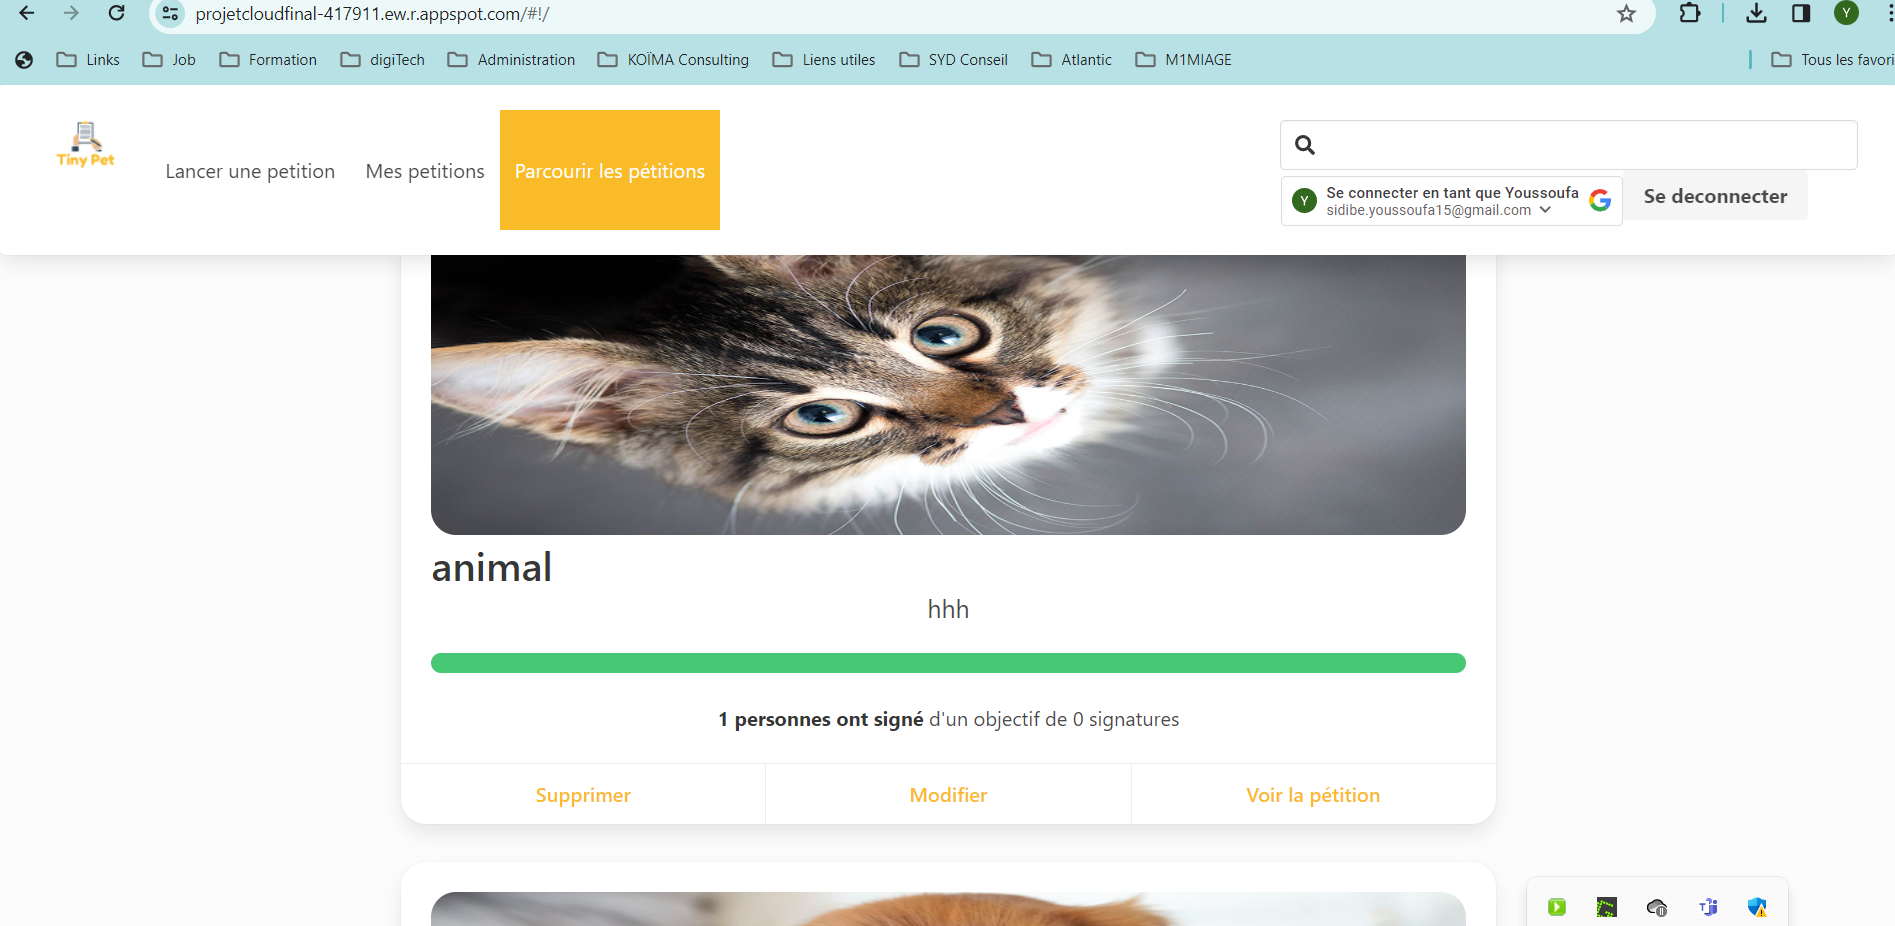 projetcloudfinal-417911.ew.r.appspot.com/#!/
Y
Links Job Formation digiTech Administration KOÏMA Consulting Liens utiles SYD Conseil Atlantic M1MIAGE Tous les favori
Tiny Pet
Lancer une petition Mes petitions Parcourir les pétitions
Y Se connecter en tant que Youssoufa
sidibe.youssoufa15@gmail.com
Se deconnecter
animal
hhh
1 personnes ont signé d'un objectif de 0 signatures
Supprimer Modifier Voir la pétition